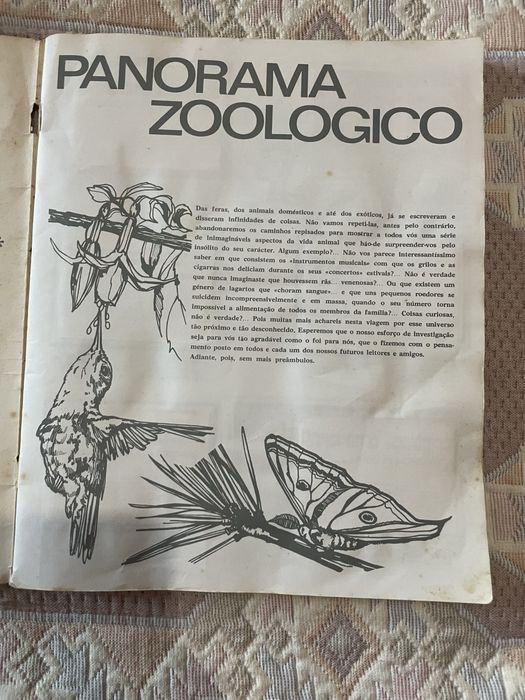 PANORAMA
ZOOLOGICO
Das feras, dos animais domésticos e até dos exóticos, já se escreveram e
disseram infinidades de coisas. Não vamos repeti-las, antes pelo contrário,
abandonaremos os caminhos repisados para mostrar a todos vós uma série
de inimagináveis aspectos da vida animal que hão-de surpreender-vos pelo
insólito do seu carácter. Algum exemplo?... Não vos parece interessantíssimo
saber em que consistem os «instrumentos musicais» com que os grilos e as
cigarras nos deliciam durante os seus «concertos» estivais?... Não é verdade
que nunca imaginaste que houvessem rãs... venenosas?... Ou que existem um
género de lagartos que «choram sangue»... e que uns pequenos roedores se
suicidem incompreensivelmente e em massa, quando o seu número torna
impossível a alimentação de todos os membros da família?... Coisas curiosas,
não é verdade?... Pois muitas mais achareis nesta viagem por esse universo
tão próximo e tão desconhecido. Esperemos que o nosso esforço de investigação
seja para vós tão agradável como o foi para nós, que o fizemos com o pensa-
mento posto em todos e cada um dos nossos futuros leitores e amigos.
Adiante, pois, sem mais preâmbulos.